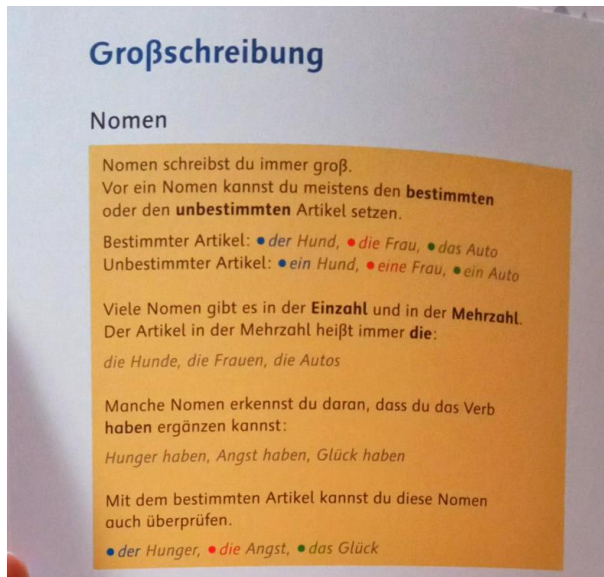 Großschreibung
Nomen
Nomen schreibst du immer groß.
Vor ein Nomen kannst du meistens den bestimmten
oder den unbestimmten Artikel setzen.
Bestimmter Artikel: • der Hund, • die Frau, • das Auto
Unbestimmter Artikel: • ein Hund, • eine Frau, • ein Auto
Viele Nomen gibt es in der Einzahl und in der Mehrzahl.
Der Artikel in der Mehrzahl heißt immer die:
die Hunde, die Frauen, die Autos
Manche Nomen erkennst du daran, dass du das Verb
haben ergänzen kannst:
Hunger haben, Angst haben, Glück haben
Mit dem bestimmten Artikel kannst du diese Nomen
auch überprüfen.
• der Hunger, • die Angst, • das Glück